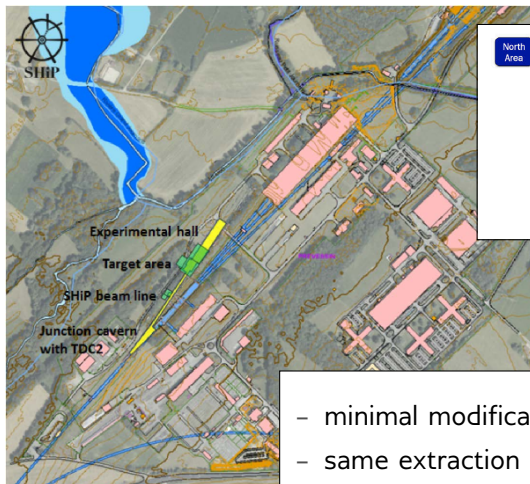 SHiP
North
Area
Experimental hall
Target area
SHiP beam line
Junction cavern
with TDC2
- minimal modifica
- same extraction